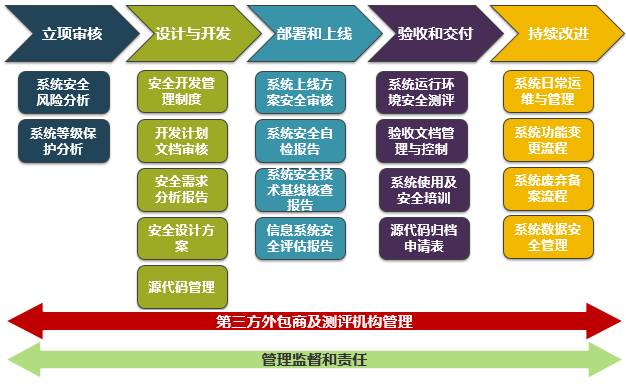 立项审核
设计与开发
部署和上线
验收和交付
持续改进
系统安全
风险分析
系统等级保
护分析
安全开发管
理制度
开发计划
文档审核
安全需求
分析报告
安全设计方
案
源代码管理
系统上线方
案安全审核
系统安全自
检报告
系统安全技
术基线核查
报告
信息系统安
全评估报告
系统运行环
境安全测评
验收文档管
理与控制
系统使用及
安全培训
源代码归档
申请表
系统日常运
维与管理
系统功能变
更流程
系统废弃备
案流程
系统数据安
全管理
第三方外包商及测评机构管理
管理监督和责任